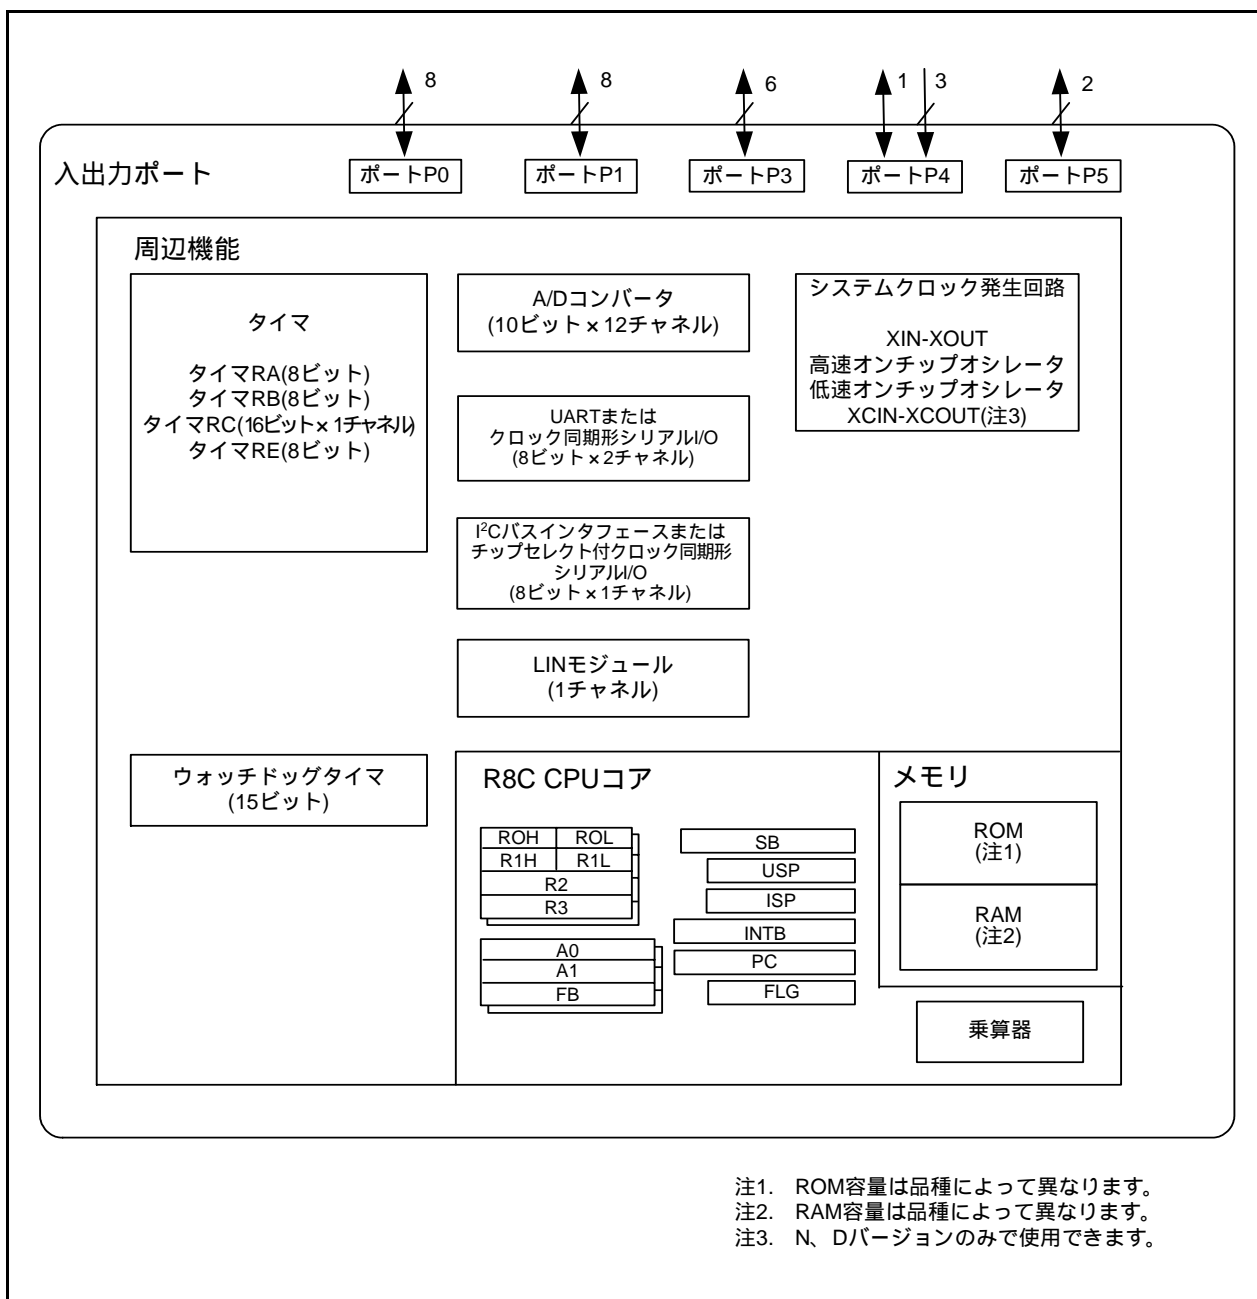 8
8
6
1
3
2
入出力ポート
ポートP0
ポートP1
ポートP3
ポートP4
ポートP5
周辺機能
タイマ
タイマRA(8ビット)
タイマRB(8ビット)
タイマRC(16ビット×1チャネル)
タイマRE(8ビット)
A/Dコンバータ
(10ビット×12チャネル)
UARTまたは
クロック同期形シリアルI/O
(8ビット×2チャネル)
I²Cバスインタフェースまたは
チップセレクト付クロック同期形
シリアルI/O
(8ビット×1チャネル)
LINモジュール
(1チャネル)
システムクロック発生回路
XIN-XOUT
高速オンチップオシレータ
低速オンチップオシレータ
XCIN-XCOUT(注3)
ウォッチドッグタイマ
(15ビット)
R8C CPUコア
ROH ROL
R1H R1L
R2
R3
A0
A1
FB
SB
USP
ISP
INTB
PC
FLG
メモリ
ROM
(注1)
RAM
(注2)
乗算器
注1. ROM容量は品種によって異なります。
注2. RAM容量は品種によって異なります。
注3. N、Dバージョンのみで使用できます。